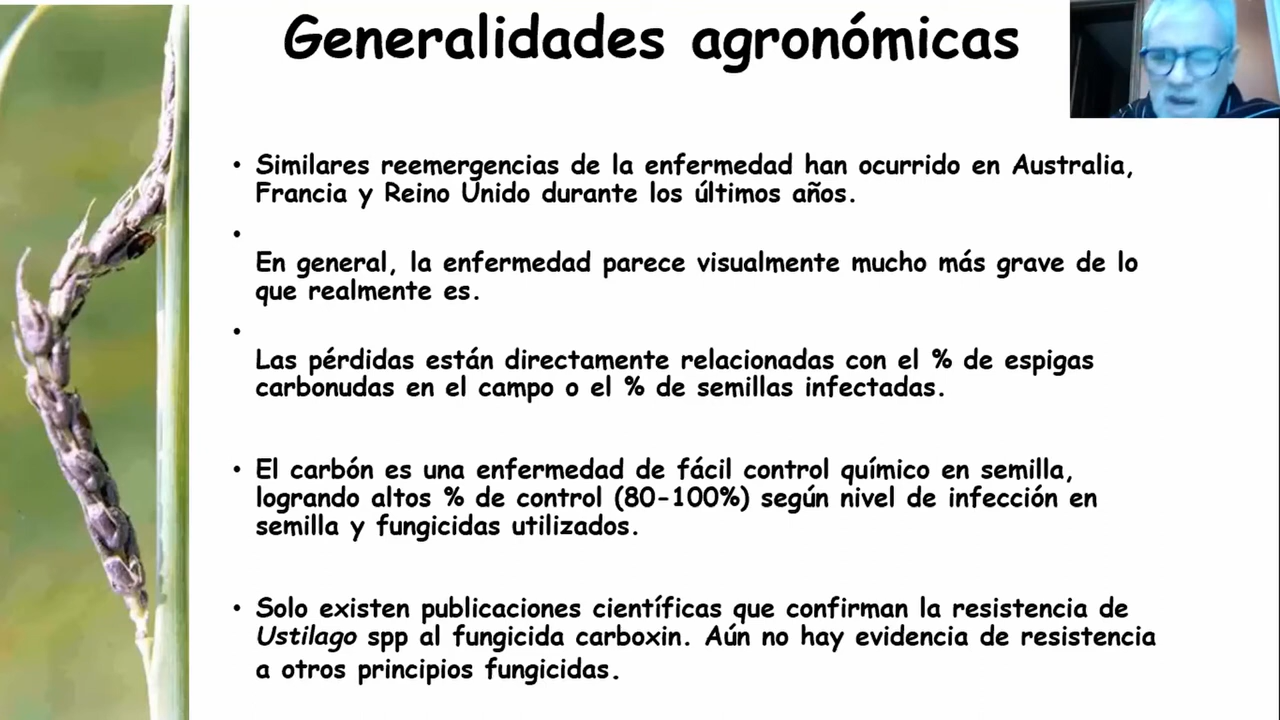 Generalidades agronómicas
• Similares reemergencias de la enfermedad han ocurrido en Australia,
Francia y Reino Unido durante los últimos años.
•
En general, la enfermedad parece visualmente mucho más grave de lo
que realmente es.
•
Las pérdidas están directamente relacionadas con el % de espigas
carbonudas en el campo o el % de semillas infectadas.
• El carbón es una enfermedad de fácil control químico en semilla,
logrando altos % de control (80-100%) según nivel de infección en
semilla y fungicidas utilizados.
• Solo existen publicaciones científicas que confirman la resistencia de
Ustilago spp al fungicida carboxin. Aún no hay evidencia de resistencia
a otros principios fungicidas.